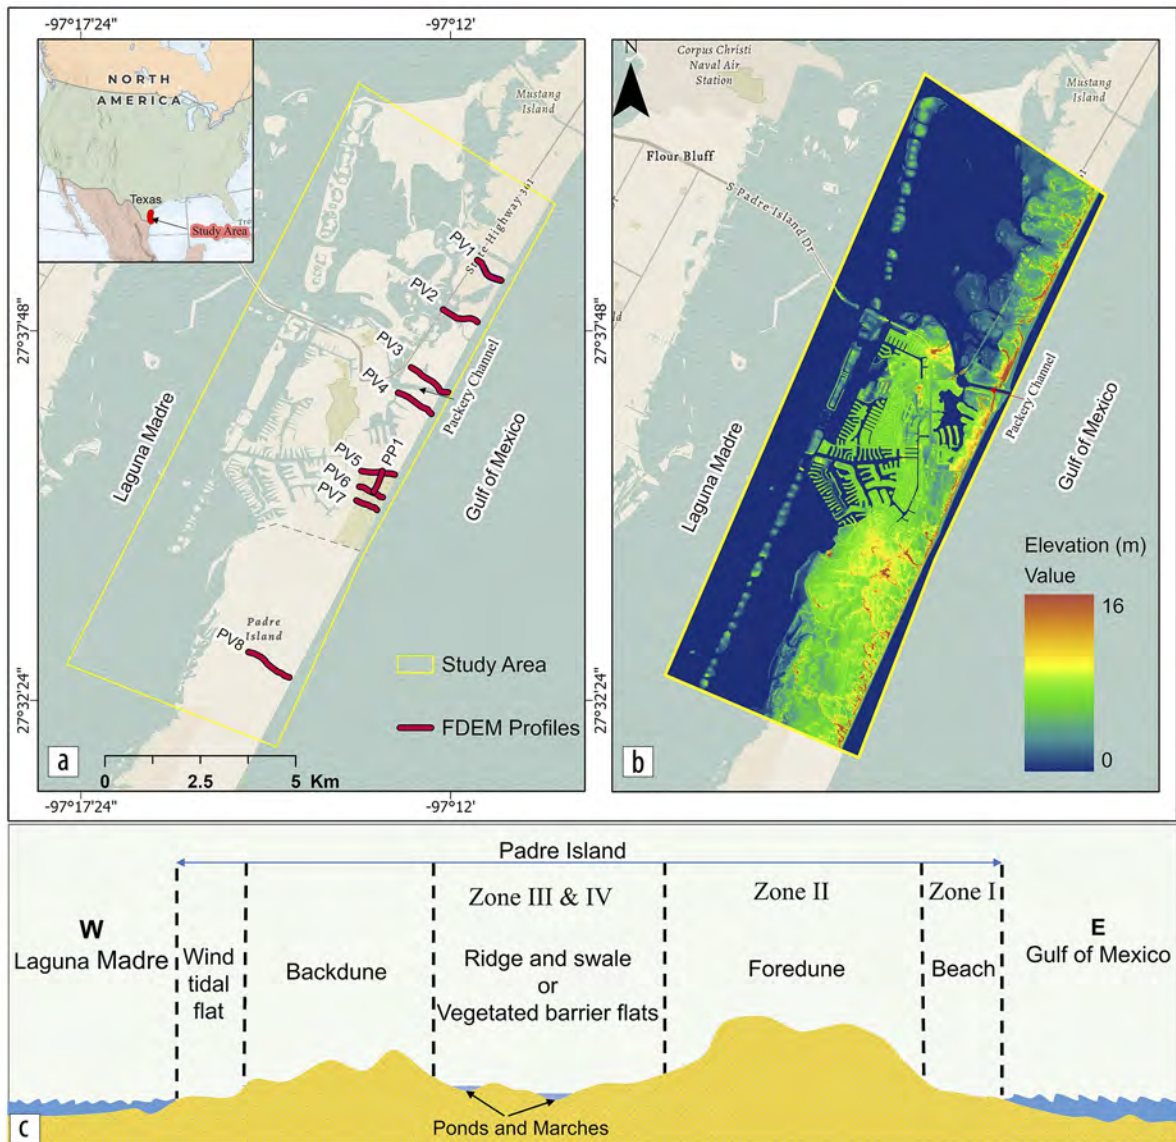 -97°17'24"
-97°12'
N
NORTH
AMERICA
Texas
Study Area
Mustang
Island
State Highway 361
PV1
PV2
PV3
PV4
Packery Channel
PV5
PP1
PV6
PV7
Laguna Madre
Gulf of Mexico
Padre
Island
PV8
Study Area
FDEM Profiles
a
0
2.5
5 Km
27°37'48"
27°32'24"
-97°17'24"
-97°12'
Corpus Christi
Naval Air
Station
Mustang
Island
Flour Bluff
S Padre Island Dr
27°37'48"
Packery Channel
Laguna Madre
Gulf of Mexico
Elevation (m)
Value
16
0
27°32'24"
b
Padre Island
Zone III & IV
Zone II
Zone I
W
Laguna Madre
Wind
tidal
flat
Backdune
Ridge and swale
or
Vegetated barrier flats
Foredune
Beach
E
Gulf of Mexico
Ponds and Marches
c